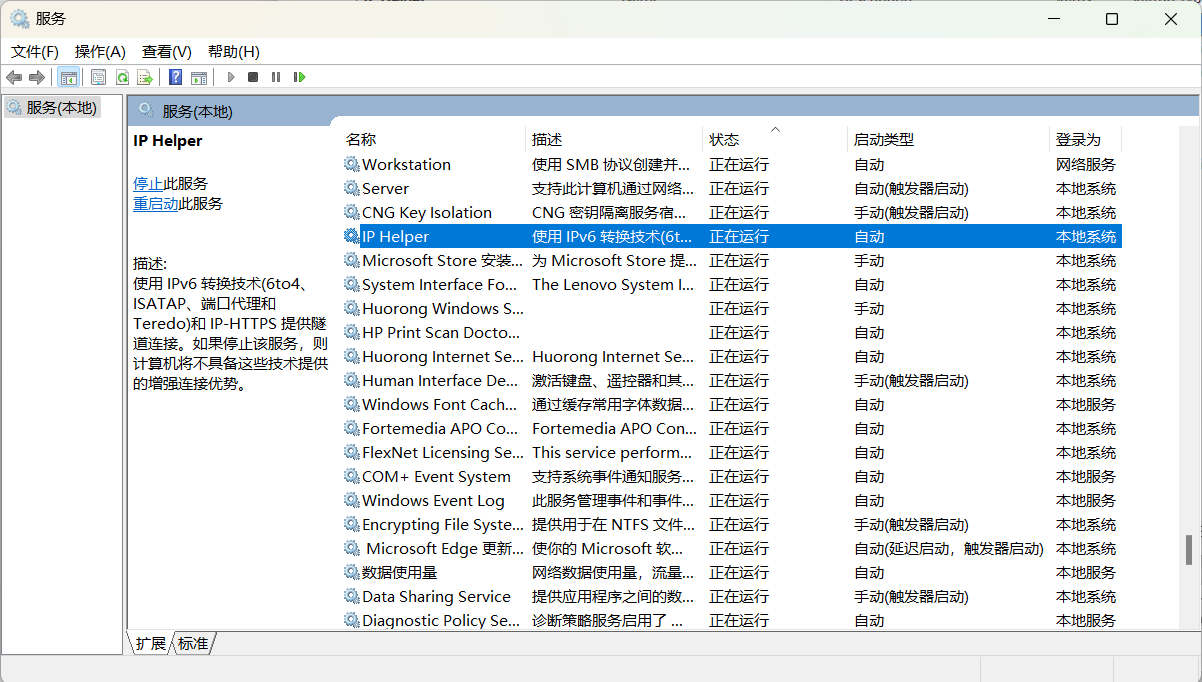 服务
文件(F) 操作(A) 查看(V) 帮助(H)
服务(本地)
服务(本地)
IP Helper
停止此服务
重启动此服务
描述:
使用 IPv6 转换技术(6to4、
ISATAP、端口代理和
Teredo)和 IP-HTTPS 提供隧
道连接。如果停止该服务，则
计算机将不具备这些技术提供
的增强连接优势。
名称 描述 状态 启动类型 登录为
Workstation 使用 SMB 协议创建并... 正在运行 自动 网络服务
Server 支持此计算机通过网络... 正在运行 自动(触发器启动) 本地系统
CNG Key Isolation CNG 密钥隔离服务宿... 正在运行 手动(触发器启动) 本地系统
IP Helper 使用 IPv6 转换技术(6t... 正在运行 自动 本地系统
Microsoft Store 安装... 为 Microsoft Store 提... 正在运行 手动 本地系统
System Interface Fo... The Lenovo System I... 正在运行 自动 本地系统
Huorong Windows S... 正在运行 手动 本地系统
HP Print Scan Docto... 正在运行 自动 本地系统
Huorong Internet Se... Huorong Internet Se... 正在运行 自动 本地系统
Human Interface De... 激活键盘、遥控器和其... 正在运行 手动(触发器启动) 本地系统
Windows Font Cach... 通过缓存常用字体数据... 正在运行 自动 本地服务
Fortemedia APO Co... Fortemedia APO Con... 正在运行 自动 本地系统
FlexNet Licensing Se... This service perform... 正在运行 自动 本地系统
COM+ Event System 支持系统事件通知服务... 正在运行 自动 本地服务
Windows Event Log 此服务管理事件和事件... 正在运行 自动 本地服务
Encrypting File Syste... 提供用于在 NTFS 文件... 正在运行 手动(触发器启动) 本地系统
Microsoft Edge 更新... 使你的 Microsoft 软... 正在运行 自动(延迟启动，触发器启动) 本地系统
数据使用量 网络数据使用量，流量... 正在运行 自动 本地服务
Data Sharing Service 提供应用程序之间的数... 正在运行 手动(触发器启动) 本地系统
Diagnostic Policy Se... 诊断策略服务启用了 ... 正在运行 自动 本地服务
扩展 标准